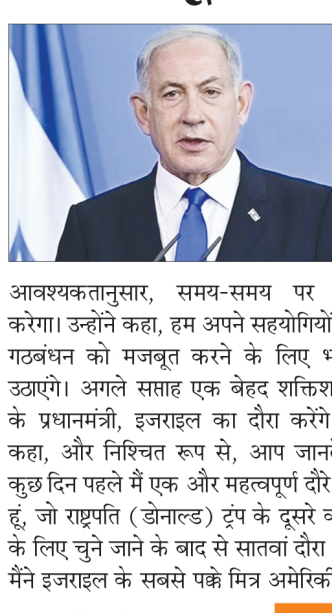 आवश्यकतानुसार, समय-समय पर
करेगा। उन्होंने कहा, हम अपने सहयोगियों
गठबंधन को मजबूत करने के लिए
उठाएंगे। अगले सप्ताह एक बेहद
के प्रधानमंत्री, इजराइल का दौरा करेंगे
कहा, और निश्चित रूप से, आप
कुछ दिन पहले मैं एक और महत्वपूर्ण दौरे
हूं, जो राष्ट्रपति (डोनाल्ड) ट्रंप के दूसरे
के लिए चुने जाने के बाद से सातवां दौरा
मैंने इजराइल के सबसे पक्के मित्र अमेरिकी